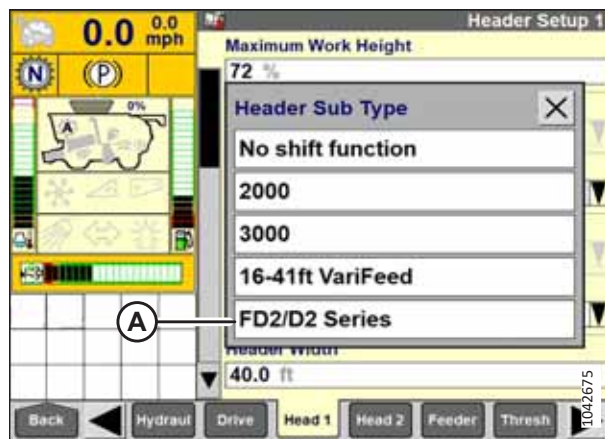 0.0 0.0 mph
Header Setup 1
Maximum Work Height
72 %
N
(P)
0%
A
Header Sub Type
No shift function
2000
3000
16-41ft VariFeed
FD2/D2 Series
A
Header Width
40.0 ft
Back
Hydraul
Drive
Head 1
Head 2
Feeder
Thresh
1042675